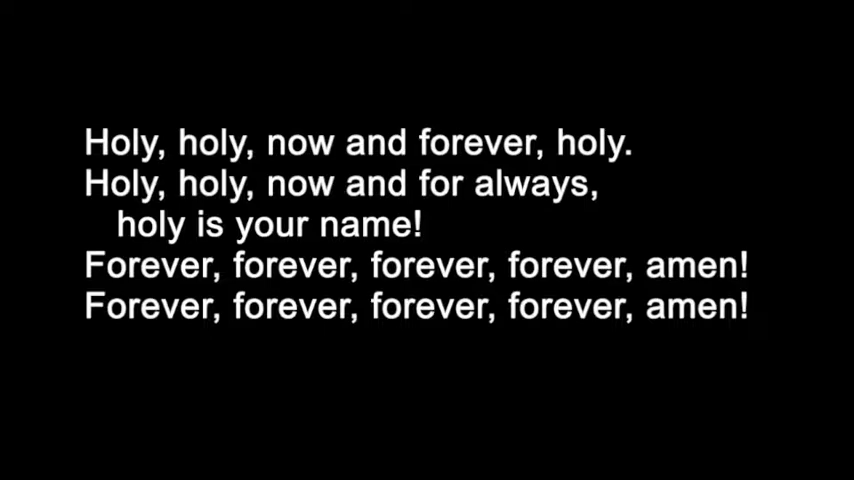 Holy, holy, now and forever, holy.
Holy, holy, now and for always,
holy is your name!
Forever, forever, forever, forever, amen!
Forever, forever, forever, forever, amen!